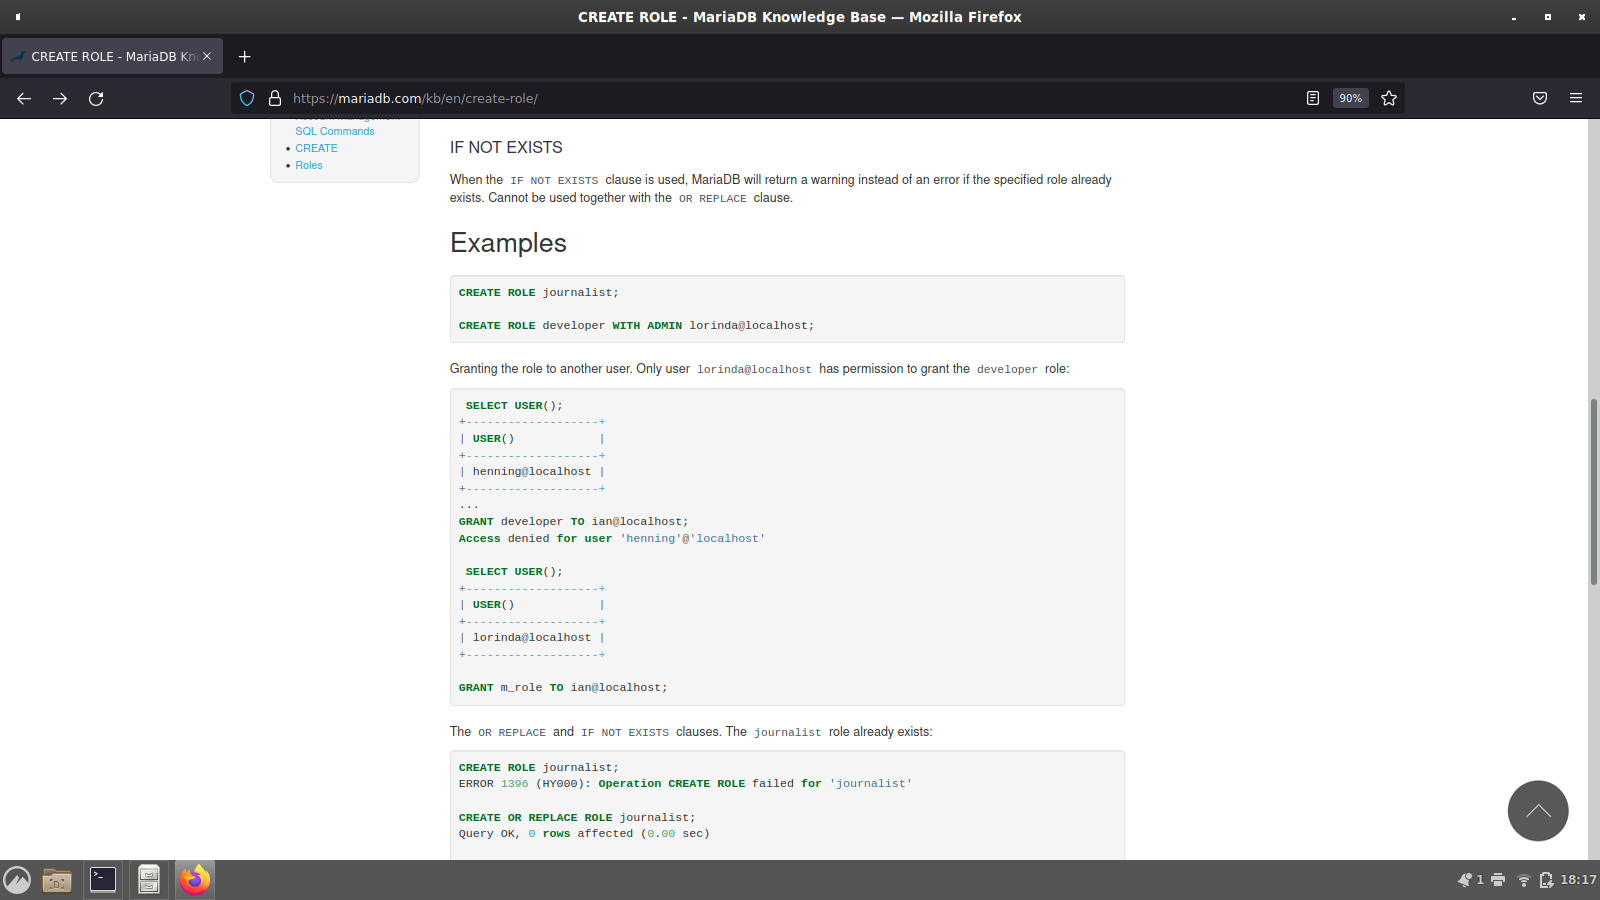 CREATE ROLE - MariaDB Knowledge Base — Mozilla Firefox
CREATE ROLE - MariaDB Kn
https://mariadb.com/kb/en/create-role/
90%
SQL Commands
• CREATE
• Roles
IF NOT EXISTS
When the IF NOT EXISTS clause is used, MariaDB will return a warning instead of an error if the specified role already
exists. Cannot be used together with the OR REPLACE clause.
Examples
CREATE ROLE journalist;
CREATE ROLE developer WITH ADMIN lorinda@localhost;
Granting the role to another user. Only user lorinda@localhost has permission to grant the developer role:
SELECT USER();
+-------------------+
| USER()            |
+-------------------+
| henning@localhost |
+-------------------+
...
GRANT developer TO ian@localhost;
Access denied for user 'henning'@'localhost'
SELECT USER();
+-------------------+
| USER()            |
+-------------------+
| lorinda@localhost |
+-------------------+
GRANT m_role TO ian@localhost;
The OR REPLACE and IF NOT EXISTS clauses. The journalist role already exists:
CREATE ROLE journalist;
ERROR 1396 (HY000): Operation CREATE ROLE failed for 'journalist'
CREATE OR REPLACE ROLE journalist;
Query OK, 0 rows affected (0.00 sec)
1
18:17